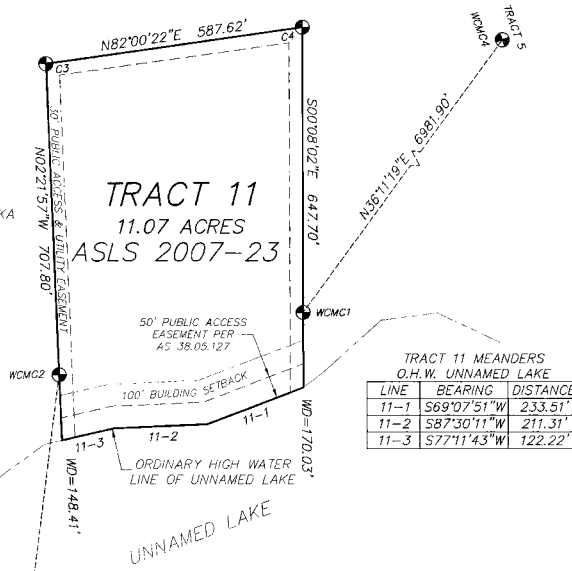 TRACT 5
WCMC4
N82°00'22"E 587.62'
C3
C4
N36°11'19"E 6981.90'
S00°08'02"E 647.70'
N02°21'57"W 707.80'
30' PUBLIC ACCESS & UTILITY EASEMENT
KA
TRACT 11
11.07 ACRES
ASLS 2007-23
50' PUBLIC ACCESS
EASEMENT PER
AS 38.05.127
WCMC1
WCMC2
100' BUILDING SETBACK
11-1
11-2
11-3
WD=170.03'
WD=148.41'
ORDINARY HIGH WATER
LINE OF UNNAMED LAKE
UNNAMED LAKE
TRACT 11 MEANDERS
O.H.W. UNNAMED LAKE
LINE BEARING DISTANCE
11-1 S69°07'51"W 233.51'
11-2 S87°30'11"W 211.31'
11-3 S77°11'43"W 122.22'